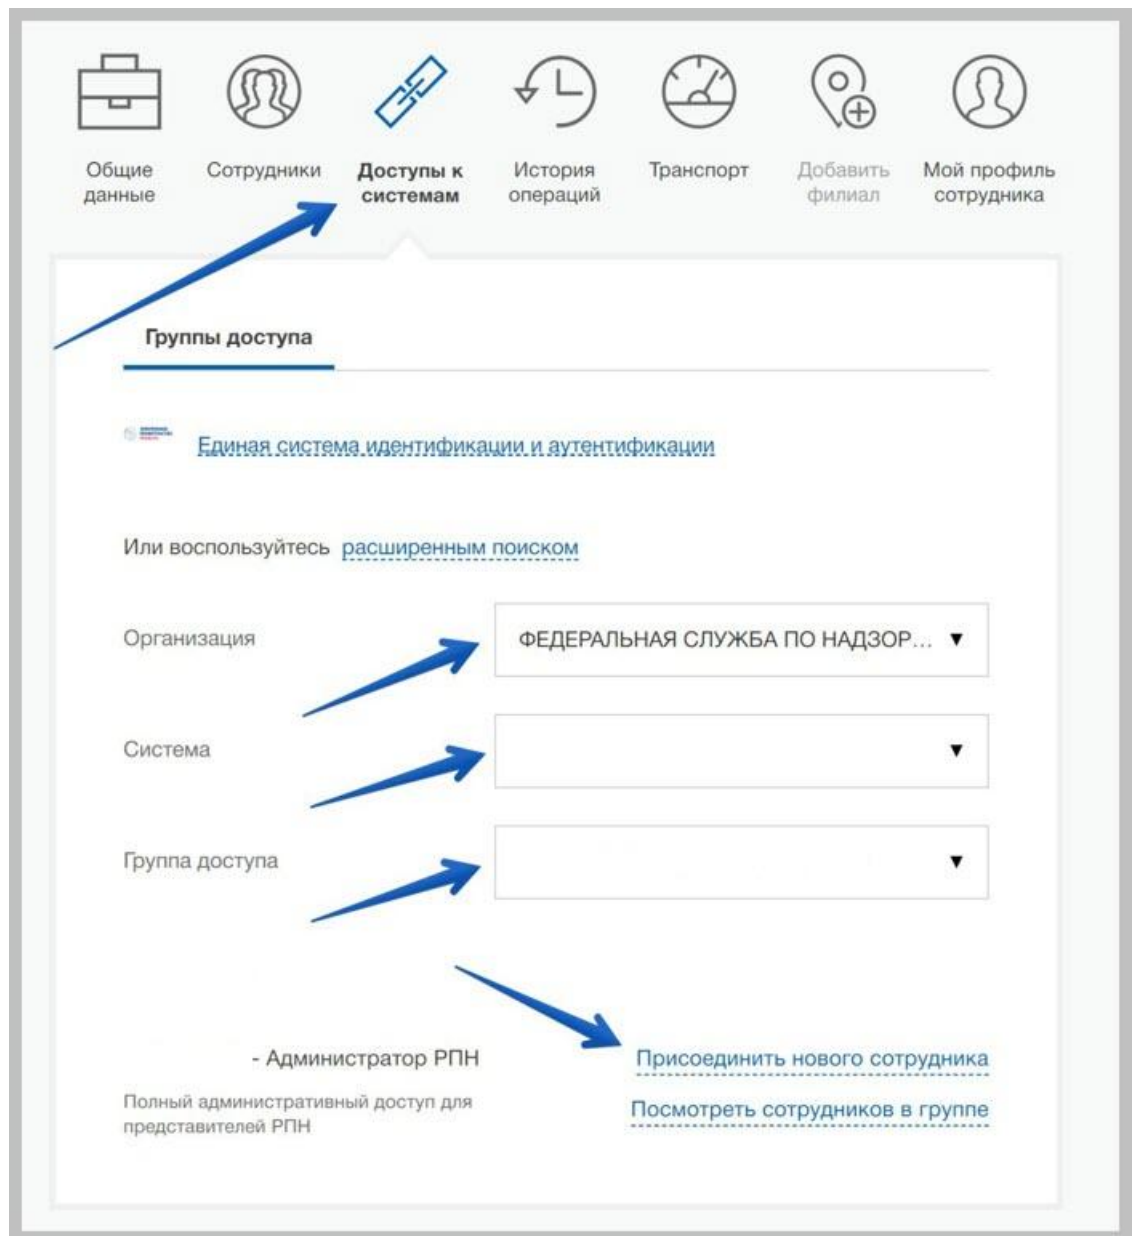 Общие данные
Сотрудники
Доступы к системам
История операций
Транспорт
Добавить филиал
Мой профиль сотрудника
Группы доступа
Единая система идентификации и аутентификации
Или воспользуйтесь расширенным поиском
Организация
ФЕДЕРАЛЬНАЯ СЛУЖБА ПО НАДЗОР...
Система
Группа доступа
- Администратор РПН
Присоединить нового сотрудника
Полный административный доступ для
представителей РПН
Посмотреть сотрудников в группе